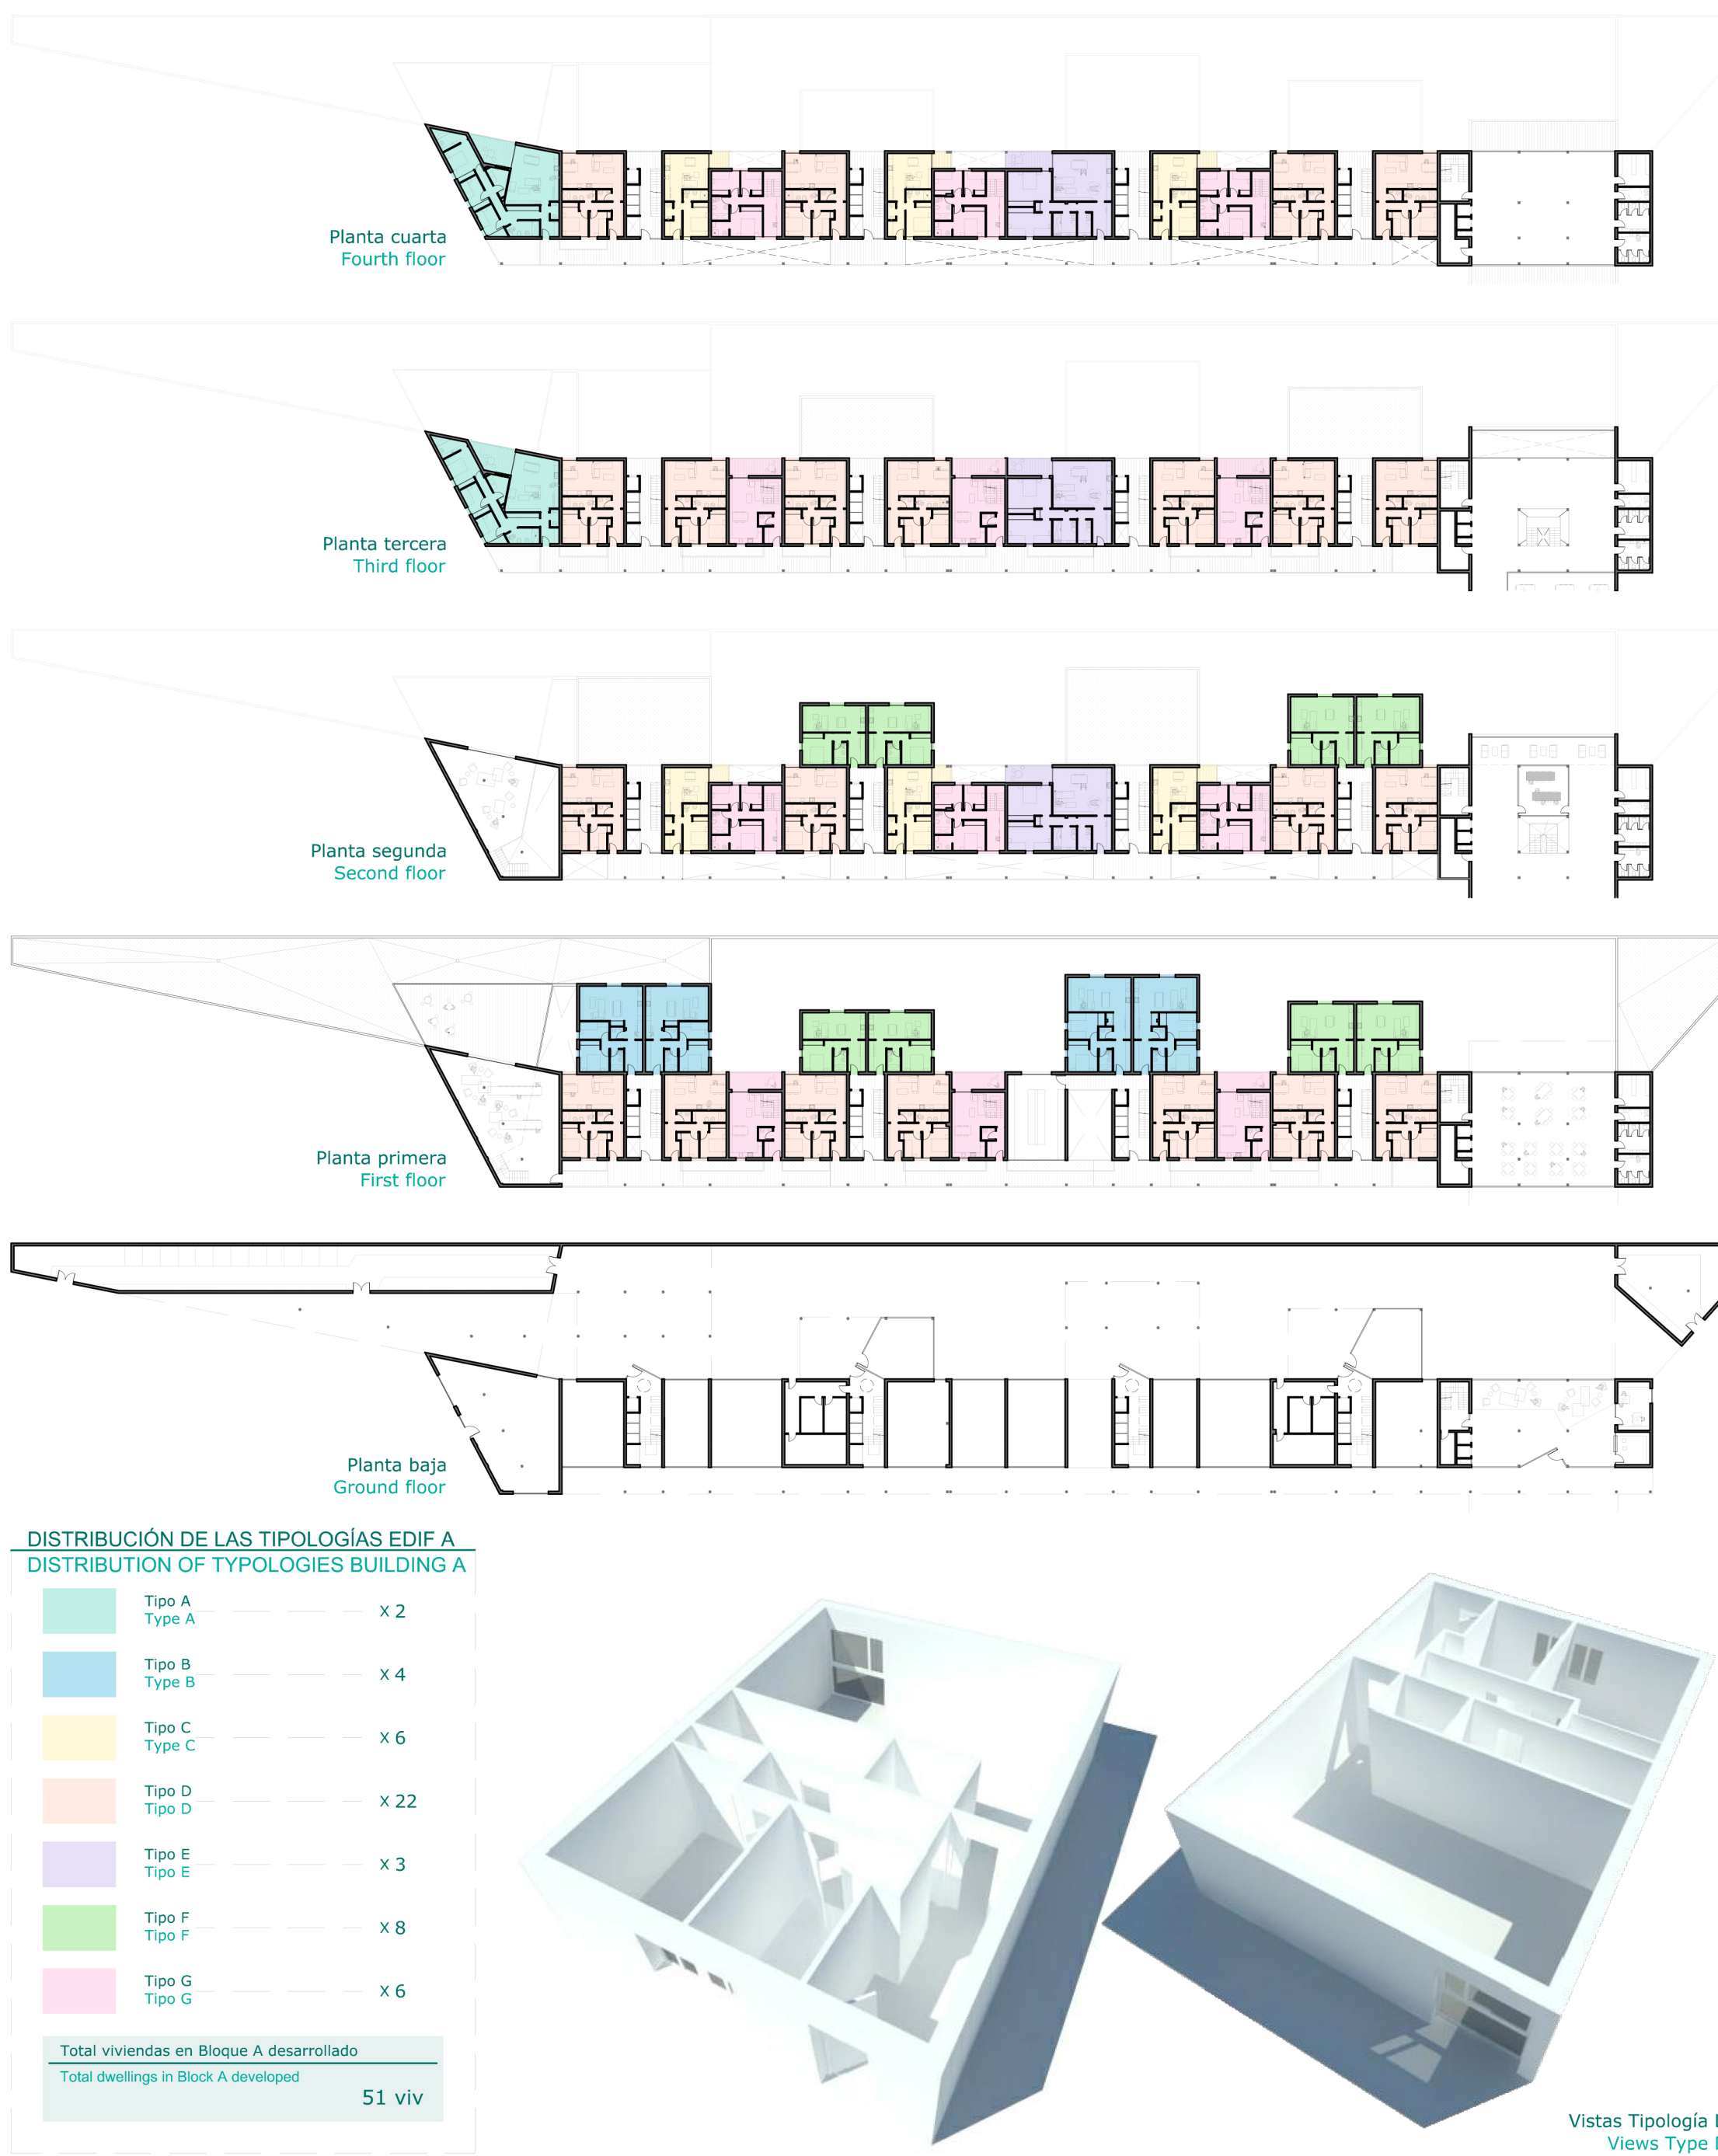 Planta cuarta
Fourth floor
Planta tercera
Third floor
Planta segunda
Second floor
Planta primera
First floor
Planta baja
Ground floor
DISTRIBUCIÓN DE LAS TIPOLOGÍAS EDIF A
DISTRIBUTION OF TYPOLOGIES BUILDING A
Tipo A
Type A
X 2
Tipo B
Type B
X 4
Tipo C
Type C
X 6
Tipo D
Tipo D
X 22
Tipo E
Tipo E
X 3
Tipo F
Tipo F
X 8
Tipo G
Tipo G
X 6
Total viviendas en Bloque A desarrollado
Total dwellings in Block A developed
51 viv
Vistas Tipología
Views Type